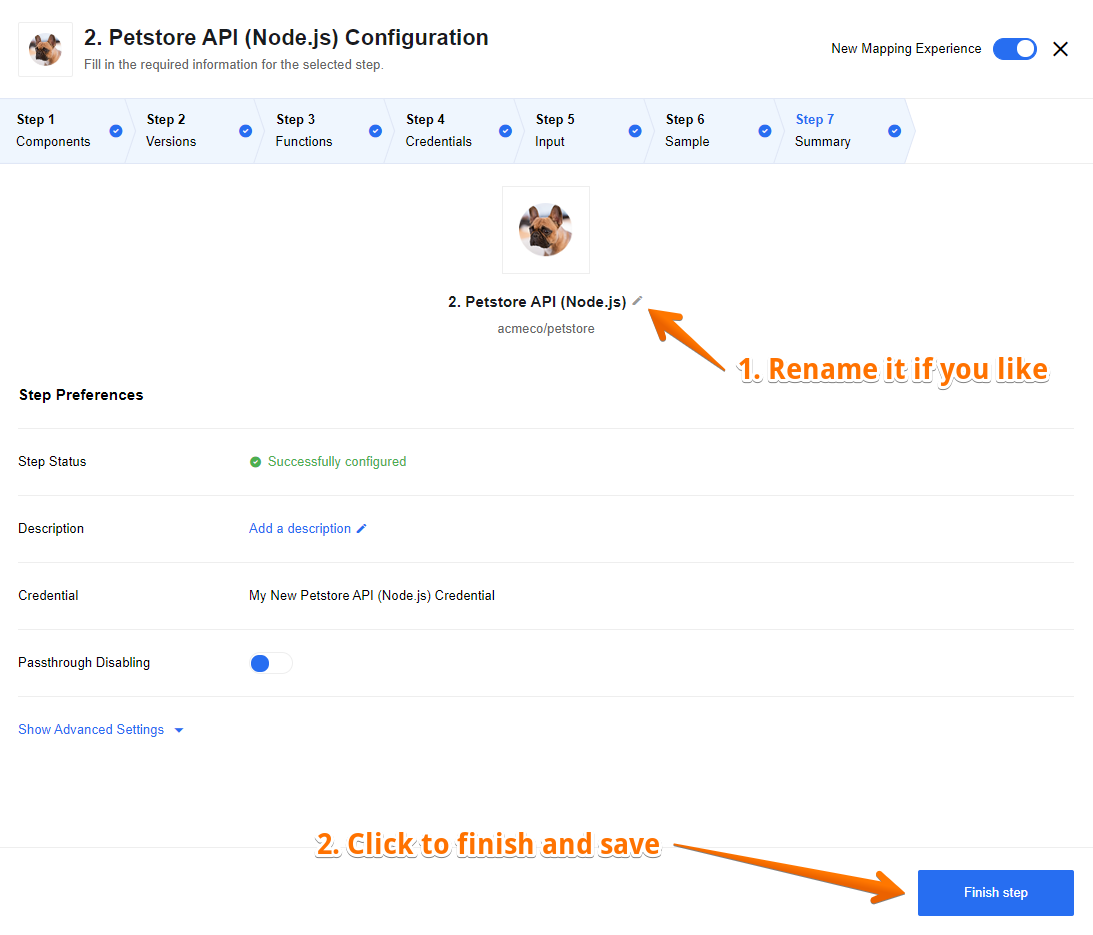 2. Petstore API (Node.js) Configuration
Fill in the required information for the selected step.
New Mapping Experience
Step 1
Components
Step 2
Versions
Step 3
Functions
Step 4
Credentials
Step 5
Input
Step 6
Sample
Step 7
Summary
2. Petstore API (Node.js)
acmeco/petstore
1. Rename it if you like
Step Preferences
Step Status
Successfully configured
Description
Add a description
Credential
My New Petstore API (Node.js) Credential
Passthrough Disabling
Show Advanced Settings
2. Click to finish and save
Finish step